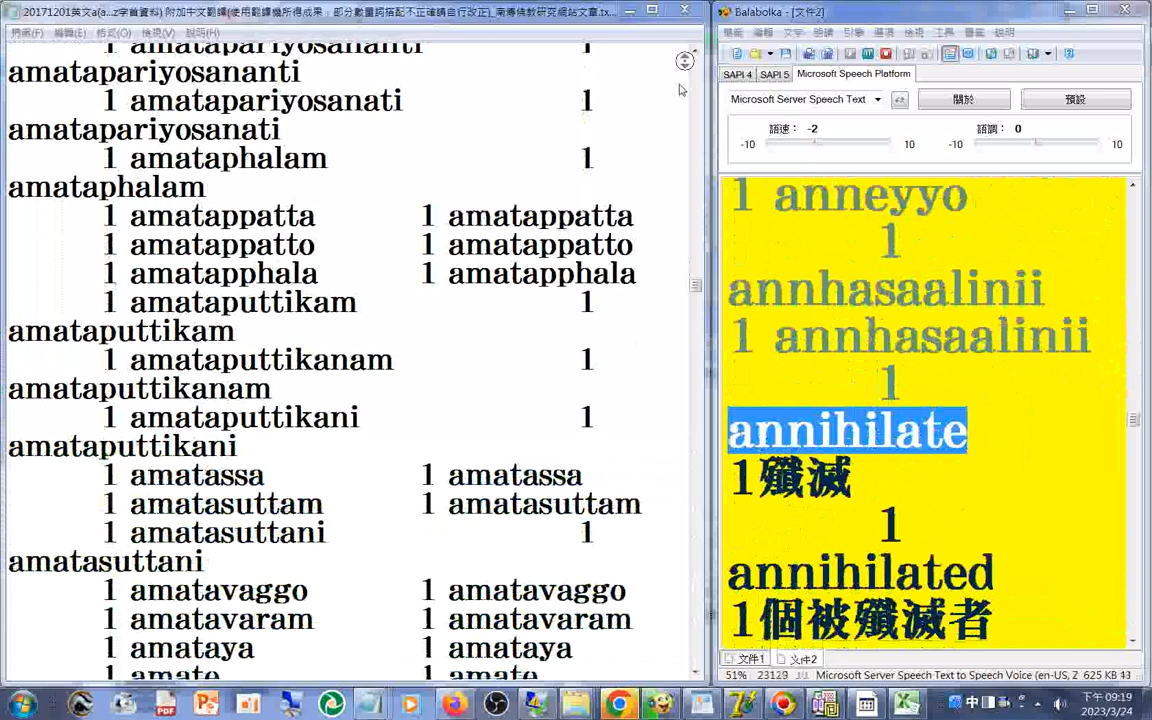 20171201英文a(a...z字首資料) 附加中文翻譯(使用翻譯機所得成果，部分數量詞搭配不正確請自行改正)_南傳佛教研究網站文章.tx...
檔案(F) 編輯(E) 格式(O) 檢視(V) 說明(H)
amatapariyosananti 1
amatapariyosananti
1 amatapariyosanati 1
amatapariyosanati
1 amataphalam 1
amataphalam
1 amatappatta 1 amatappatta
1 amatappatto 1 amatappatto
1 amatapphala 1 amatapphala
1 amataputtikam 1
amataputtikam
1 amataputtikanam 1
amataputtikanam
1 amataputtikani 1
amataputtikani
1 amatassa 1 amatassa
1 amatasuttam 1 amatasuttam
1 amatasuttani 1
amatasuttani
1 amatavaggo 1 amatavaggo
1 amatavaram 1 amatavaram
1 amataya 1 amataya
1 amate 1 amate
Balabolka - [文件2]
SAPI 4 SAPI 5 Microsoft Speech Platform
Microsoft Server Speech Text 關於 預設
語速： -2 語調： 0
-10 10 -10 10
1 anneyyo
1
annhasaalinii
1 annhasaalinii
1
annihilate
1殲滅
1
annihilated
1個被殲滅者
文件1 文件2
51% 23129 Microsoft Server Speech Text to Speech Voice (en-US, Z 625 KB
中
下午 09:19
2023/3/24